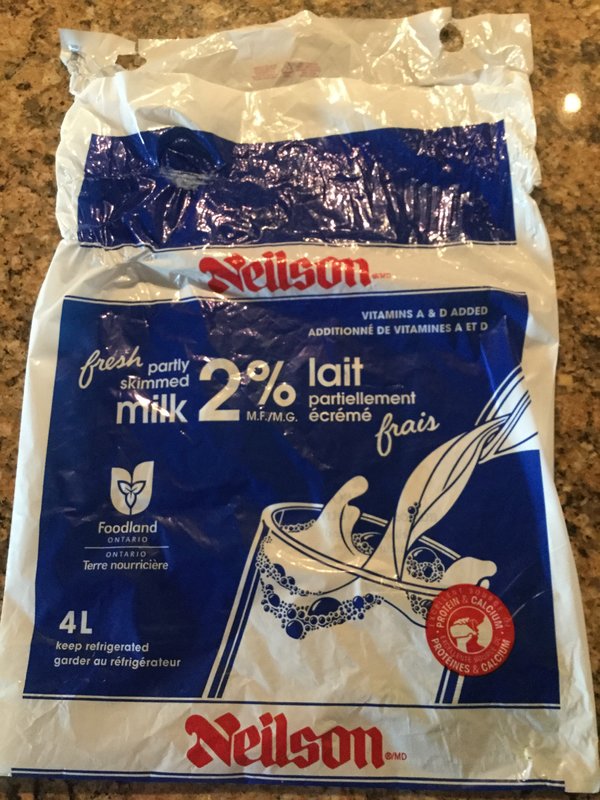 Neilson ®/MD
VITAMINS A & D ADDED
ADDITIONNÉ DE VITAMINES A ET D
fresh partly
skimmed
milk
2%
M.F./M.G.
lait
partiellement
écrémé
frais
Foodland
ONTARIO
ONTARIO
Terre nourricière
4L
keep refrigerated
garder au réfrigérateur
PROTEIN & CALCIUM
PROTÉINES & CALCIUM
Neilson ®/MD